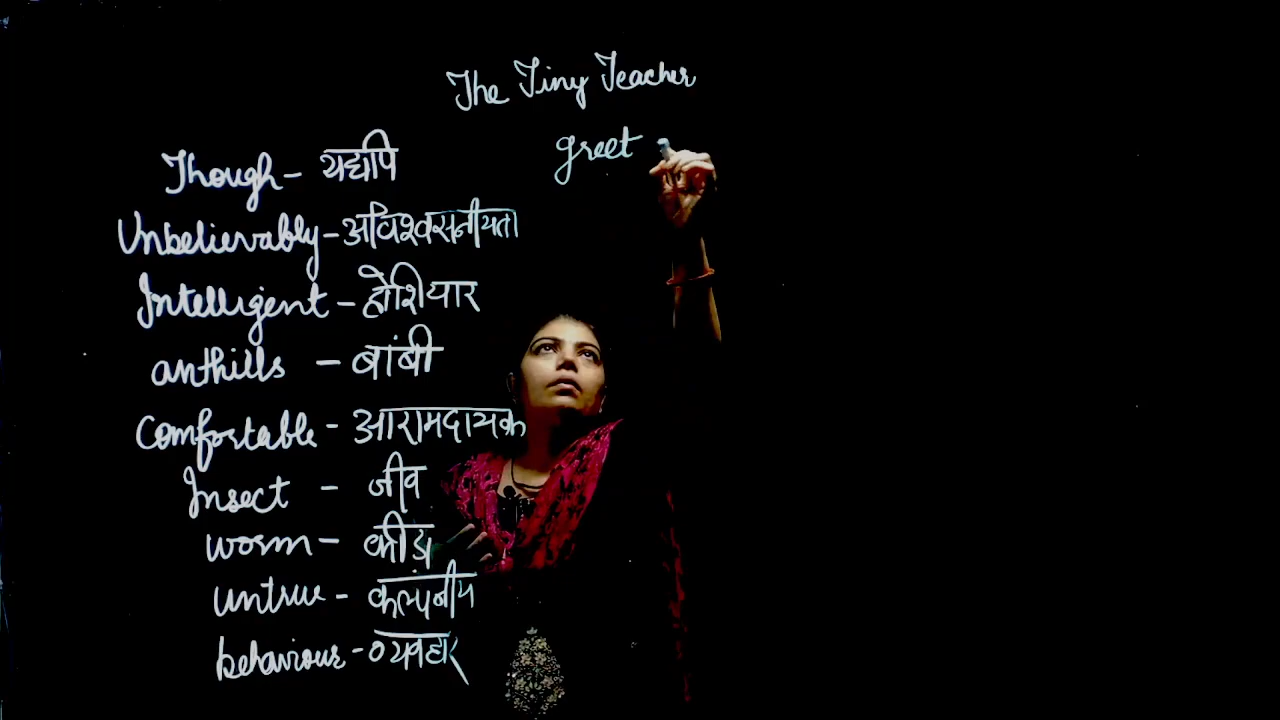 The Tiny Teacher
Though - यद्यपि
Unbelievably - अविश्वसनीयता
Intelligent - होशियार
anthills - बांबी
Comfortable - आरामदायक
Insect - जीव
worm - कीड़ा
untrue - कल्पनीय
behaviour - व्यवहार
greet